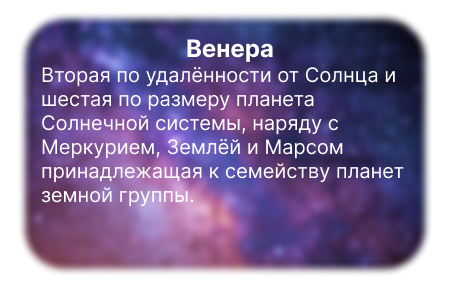 Венера
Вторая по удалённости от Солнца и
шестая по размеру планета
Солнечной системы, наряду с
Меркурием, Землёй и Марсом
принадлежащая к семейству планет
земной группы.